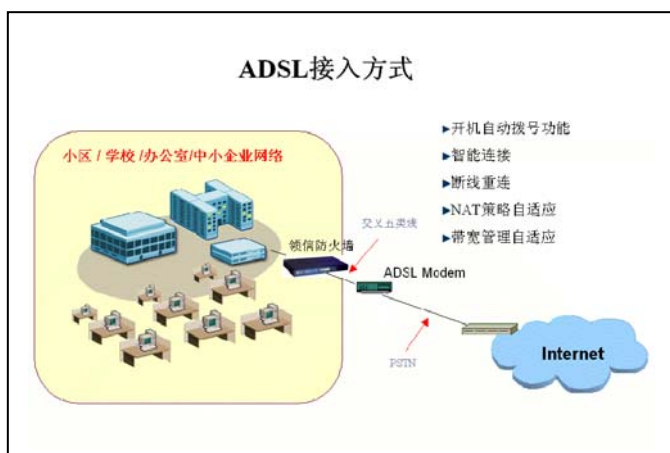 ADSL接入方式
►开机自动拨号功能
►智能连接
►断线重连
►NAT策略自适应
►带宽管理自适应
小区 / 学校 /办公室/中小企业网络
交叉五类线
领信防火墙
ADSL Modem
PSTN
Internet